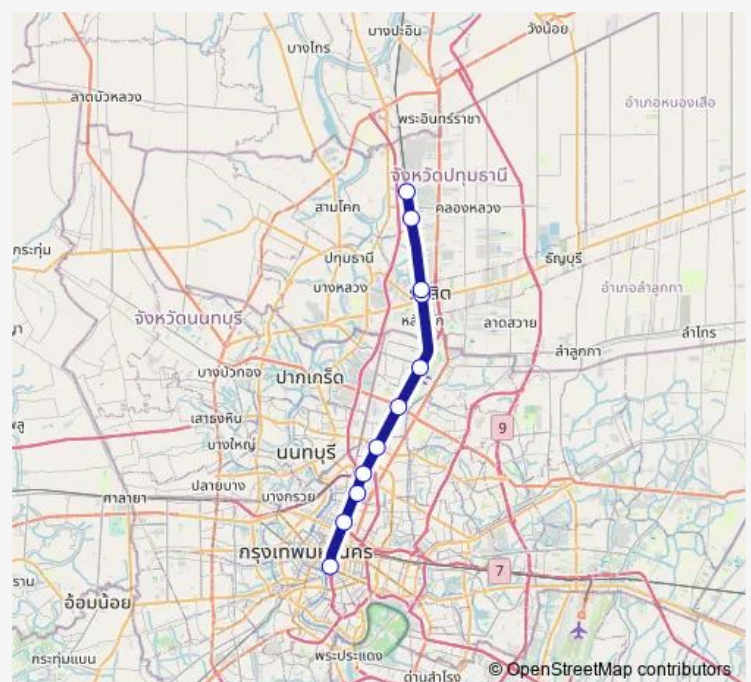 บางไทร
บางปะอิน
วังน้อย
ลาดบัวหลวง
อำเภอหนองเสือ
พระอินทร์ราชา
จังหวัดปทุมธานี
สามโคก
คลองหลวง
กระทุ่ม
ปทุมธานี
ธัญบุรี
บางหลวง
อำเภอลำลูกกา
จังหวัดนนทบุรี
ลาดสวาย
ลำไทร
ลำลูกกา
บางบัวทอง
ปากเกร็ด
เสาธงหิน
9
บางใหญ่
นนทบุรี
ปลายบาง
ศาลายา
บางกรวย
7
อ้อมน้อย
กระทุ่มแบน
พระประแดง
ด่านสำโรง
© OpenStreetMap contributors